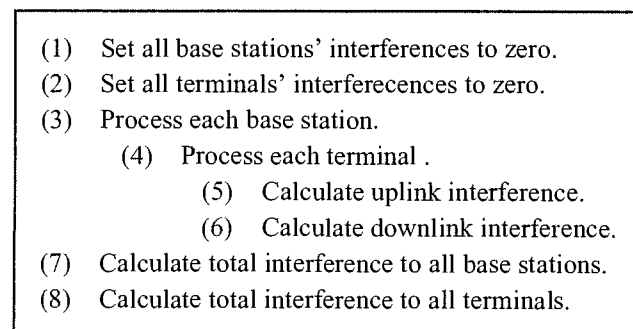 (1) Set all base stations' interferences to zero.
(2) Set all terminals' interferecences to zero.
(3) Process each base station.
(4) Process each terminal .
(5) Calculate uplink interference.
(6) Calculate downlink interference.
(7) Calculate total interference to all base stations.
(8) Calculate total interference to all terminals.